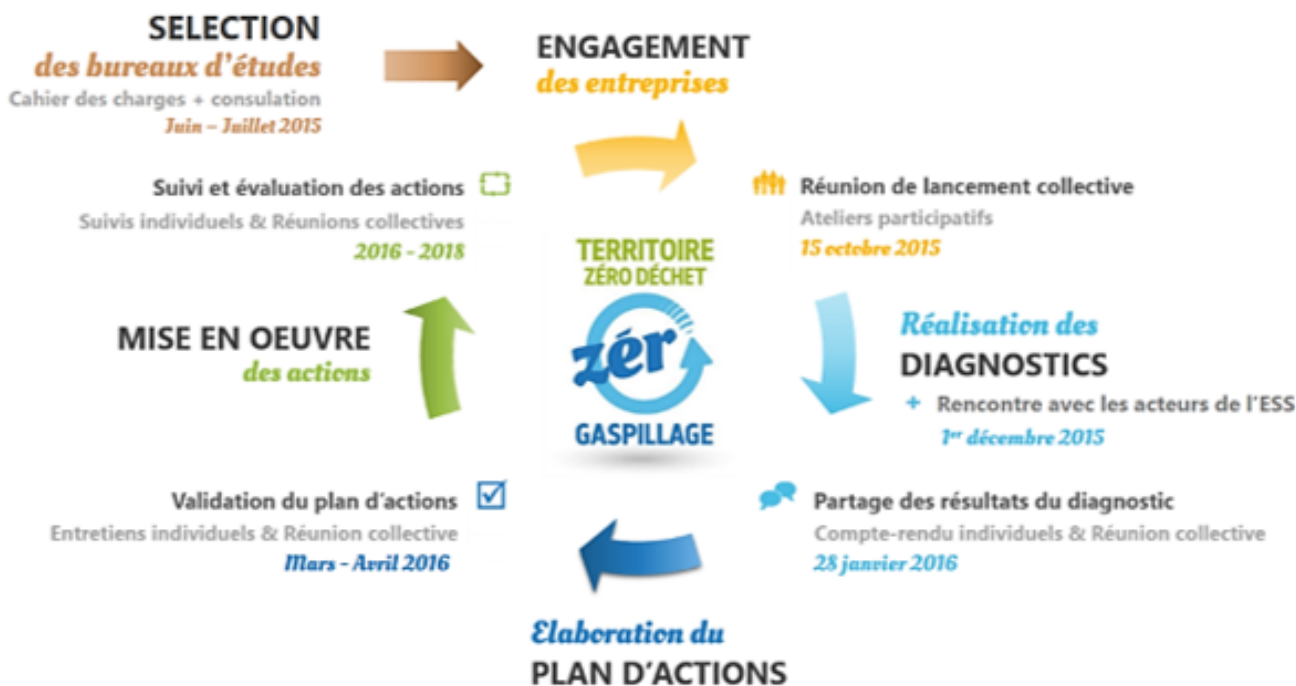 SELECTION
des bureaux d'études
Cahier des charges + consulation
Juin – Juillet 2015
ENGAGEMENT
des entreprises
Réunion de lancement collective
Ateliers participatifs
15 octobre 2015
Réalisation des
DIAGNOSTICS
+ Rencontre avec les acteurs de l'ESS
1er décembre 2015
Partage des résultats du diagnostic
Compte-rendu individuels & Réunion collective
28 janvier 2016
Elaboration du
PLAN D'ACTIONS
Validation du plan d'actions
Entretiens individuels & Réunion collective
Mars - Avril 2016
MISE EN OEUVRE
des actions
Suivi et évaluation des actions
Suivis individuels & Réunions collectives
2016 - 2018
TERRITOIRE
ZÉRO DÉCHET
zér
GASPILLAGE